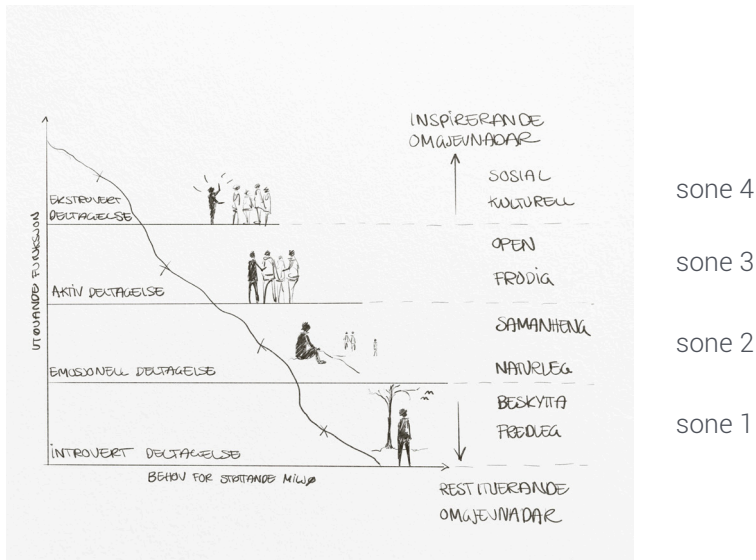 INSPIRERANDE
OMGJEVNADAR
SOSIAL
KULTURELL
sone 4
EKSTROVERT
DELTAGELSE
OPEN
FRODIG
sone 3
AKTIV DELTAGELSE
UTØVANDE FUNKSJON
SAMANHENG
NATURLEG
sone 2
EMOSJONELL DELTAGELSE
BESKYTTA
FREDLEG
sone 1
INTROVERT DELTAGELSE
BEHOV FOR STØTTANDE MILJØ
RESTITUERANDE
OMGJEVNADAR